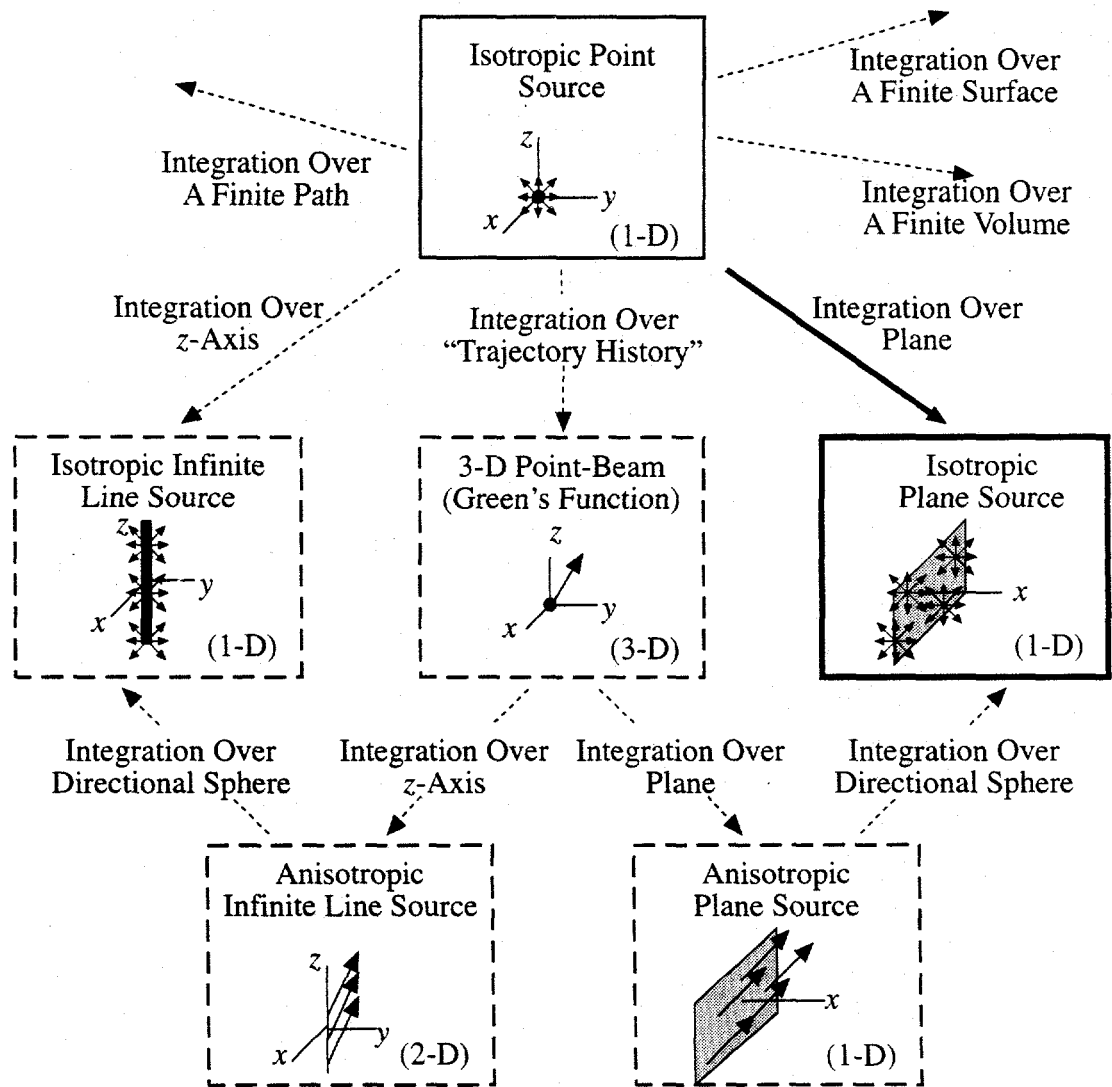 Isotropic Point
Source
z
y
x
(1-D)
Integration Over
A Finite Surface
Integration Over
A Finite Path
Integration Over
A Finite Volume
Integration Over
z-Axis
Integration Over
“Trajectory History”
Integration Over
Plane
Isotropic Infinite
Line Source
z
y
x
(1-D)
3-D Point-Beam
(Green's Function)
z
y
x
(3-D)
Isotropic
Plane Source
x
(1-D)
Integration Over
Directional Sphere
Integration Over
z-Axis
Integration Over
Plane
Integration Over
Directional Sphere
Anisotropic
Infinite Line Source
z
y
x
(2-D)
Anisotropic
Plane Source
x
(1-D)